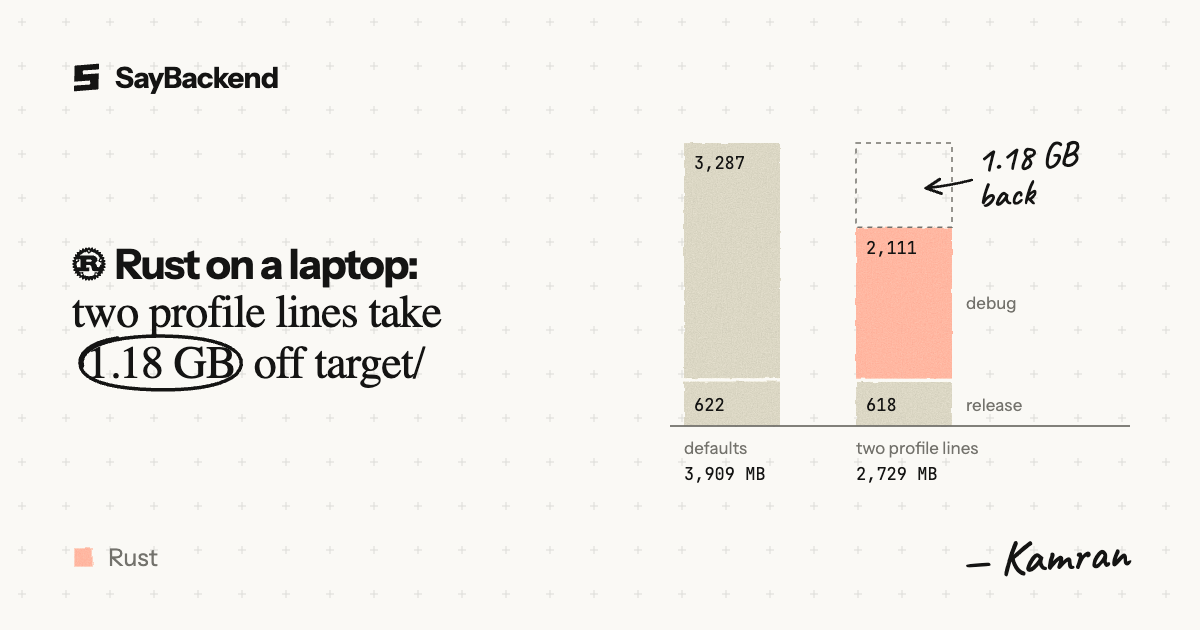 SayBackend
Rust on a laptop:
two profile lines take
1.18 GB off target/
3,287
622
defaults
3,909 MB
1.18 GB
back
2,111
debug
618
release
two profile lines
2,729 MB
Rust
— Kamran